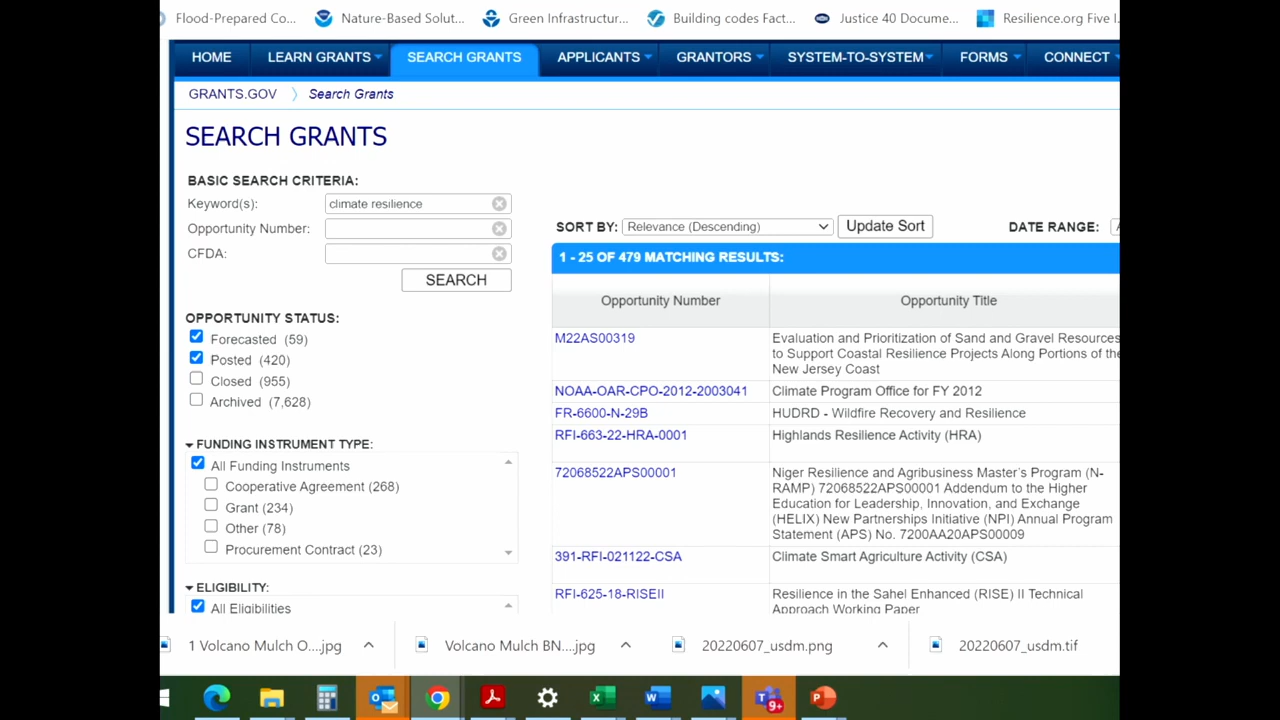 Flood-Prepared Co... Nature-Based Solut... Green Infrastructur... Building codes Fact... Justice 40 Docume... Resilience.org Five I...
HOME LEARN GRANTS SEARCH GRANTS APPLICANTS GRANTORS SYSTEM-TO-SYSTEM FORMS CONNECT
GRANTS.GOV Search Grants
SEARCH GRANTS
BASIC SEARCH CRITERIA:
Keyword(s): climate resilience
Opportunity Number:
CFDA:
SEARCH
OPPORTUNITY STATUS:
Forecasted (59)
Posted (420)
Closed (955)
Archived (7,628)
FUNDING INSTRUMENT TYPE:
All Funding Instruments
Cooperative Agreement (268)
Grant (234)
Other (78)
Procurement Contract (23)
ELIGIBILITY:
All Eligibilities
SORT BY: Relevance (Descending) Update Sort DATE RANGE:
1 - 25 OF 479 MATCHING RESULTS:
Opportunity Number Opportunity Title
M22AS00319 Evaluation and Prioritization of Sand and Gravel Resources
to Support Coastal Resilience Projects Along Portions of the
New Jersey Coast
NOAA-OAR-CPO-2012-2003041 Climate Program Office for FY 2012
FR-6600-N-29B HUDRD - Wildfire Recovery and Resilience
RFI-663-22-HRA-0001 Highlands Resilience Activity (HRA)
72068522APS00001 Niger Resilience and Agribusiness Master's Program (N-
RAMP) 72068522APS00001 Addendum to the Higher
Education for Leadership, Innovation, and Exchange
(HELIX) New Partnerships Initiative (NPI) Annual Program
Statement (APS) No. 7200AA20APS00009
391-RFI-021122-CSA Climate Smart Agriculture Activity (CSA)
RFI-625-18-RISEII Resilience in the Sahel Enhanced (RISE) II Technical
Approach Working Paper
1 Volcano Mulch O....jpg Volcano Mulch BN....jpg 20220607_usdm.png 20220607_usdm.tif
9+